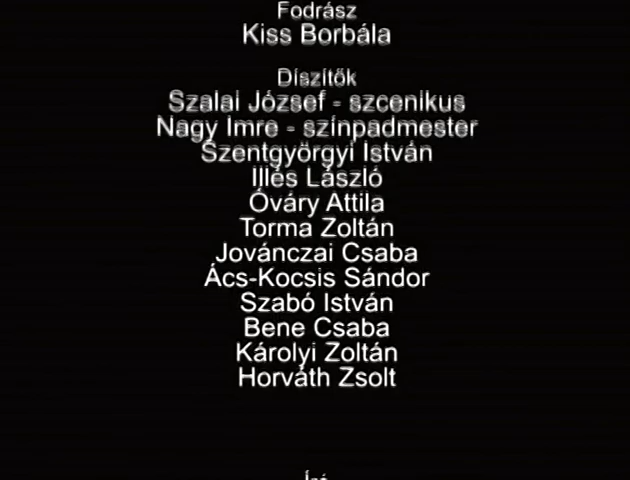 Fodrász
Kiss Borbála
Díszítők
Szalai József - szcenikus
Nagy Imre - színpadmester
Szentgyörgyi István
Illés László
Óváry Attila
Torma Zoltán
Jovánczai Csaba
Ács-Kocsis Sándor
Szabó István
Bene Csaba
Károlyi Zoltán
Horváth Zsolt